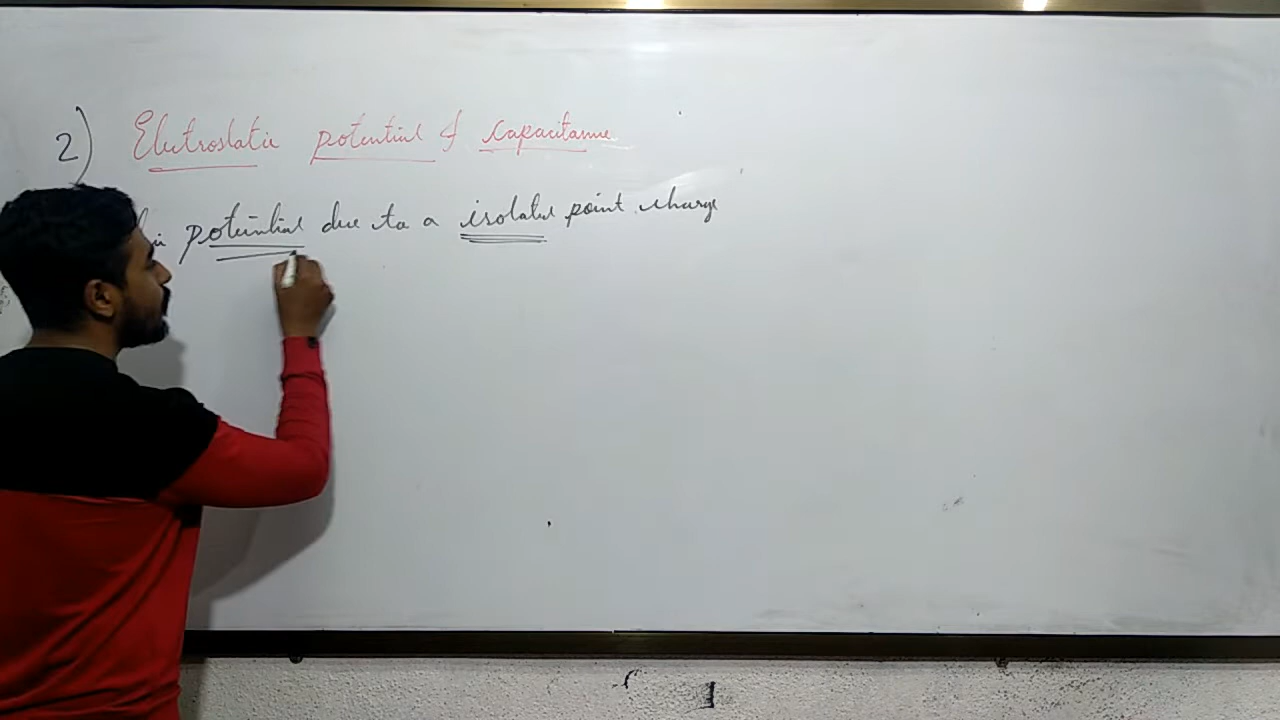 2) Electrostatic potential & capacitance
potential due to a isolated point charge